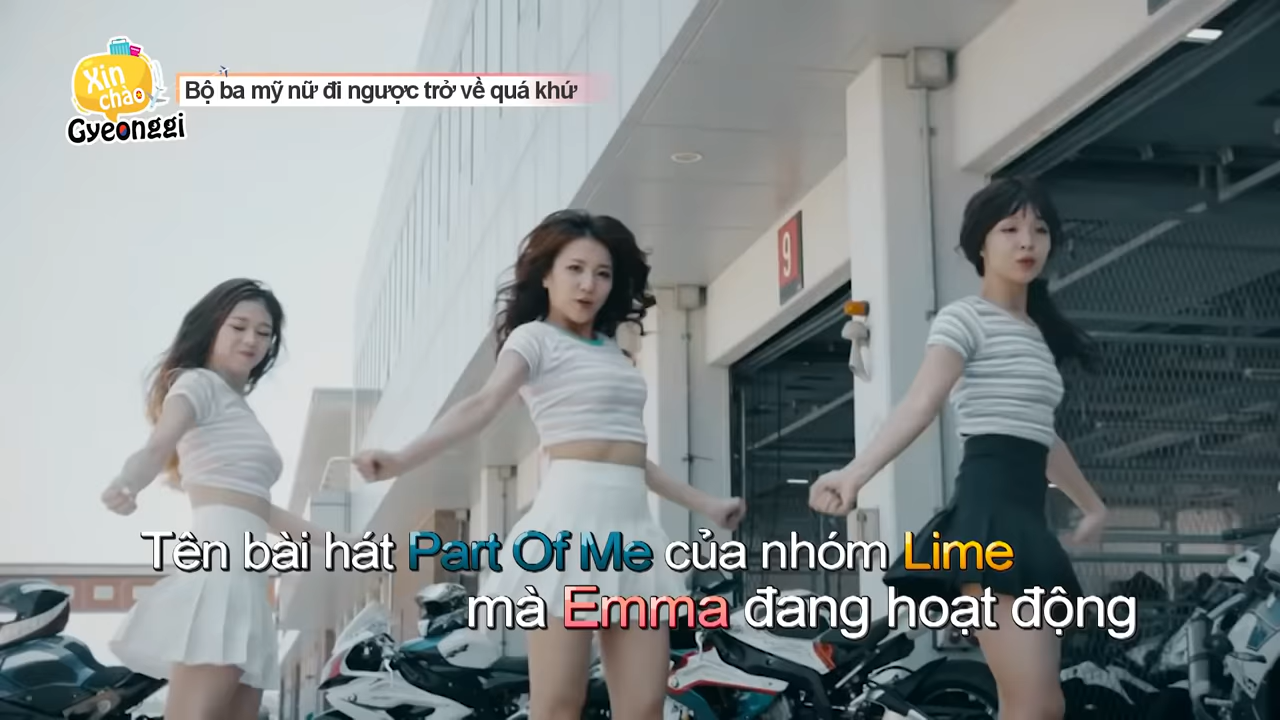 Xin
chào
Gyeonggi
Bộ ba mỹ nữ đi ngược trở về quá khứ
9
Tên bài hát Part Of Me của nhóm Lime
mà Emma đang hoạt động